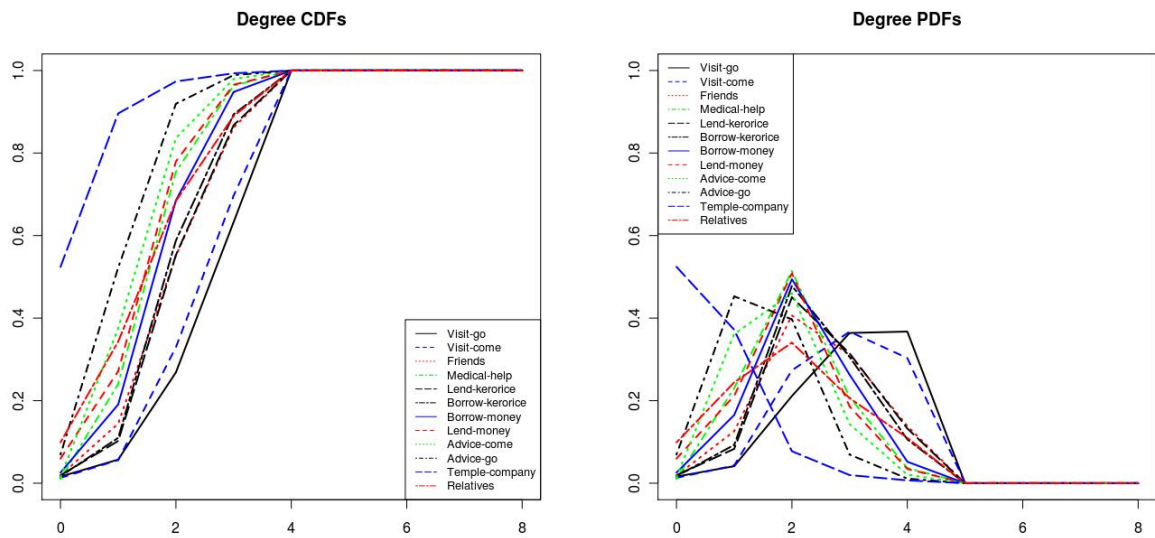 Degree CDFs
1.0
0.8
0.6
0.4
0.2
0.0
0
2
4
6
8
Visit-go
Visit-come
Friends
Medical-help
Lend-kerorice
Borrow-kerorice
Borrow-money
Lend-money
Advice-come
Advice-go
Temple-company
Relatives
Degree PDFs
1.0
0.8
0.6
0.4
0.2
0.0
0
2
4
6
8
Visit-go
Visit-come
Friends
Medical-help
Lend-kerorice
Borrow-kerorice
Borrow-money
Lend-money
Advice-come
Advice-go
Temple-company
Relatives